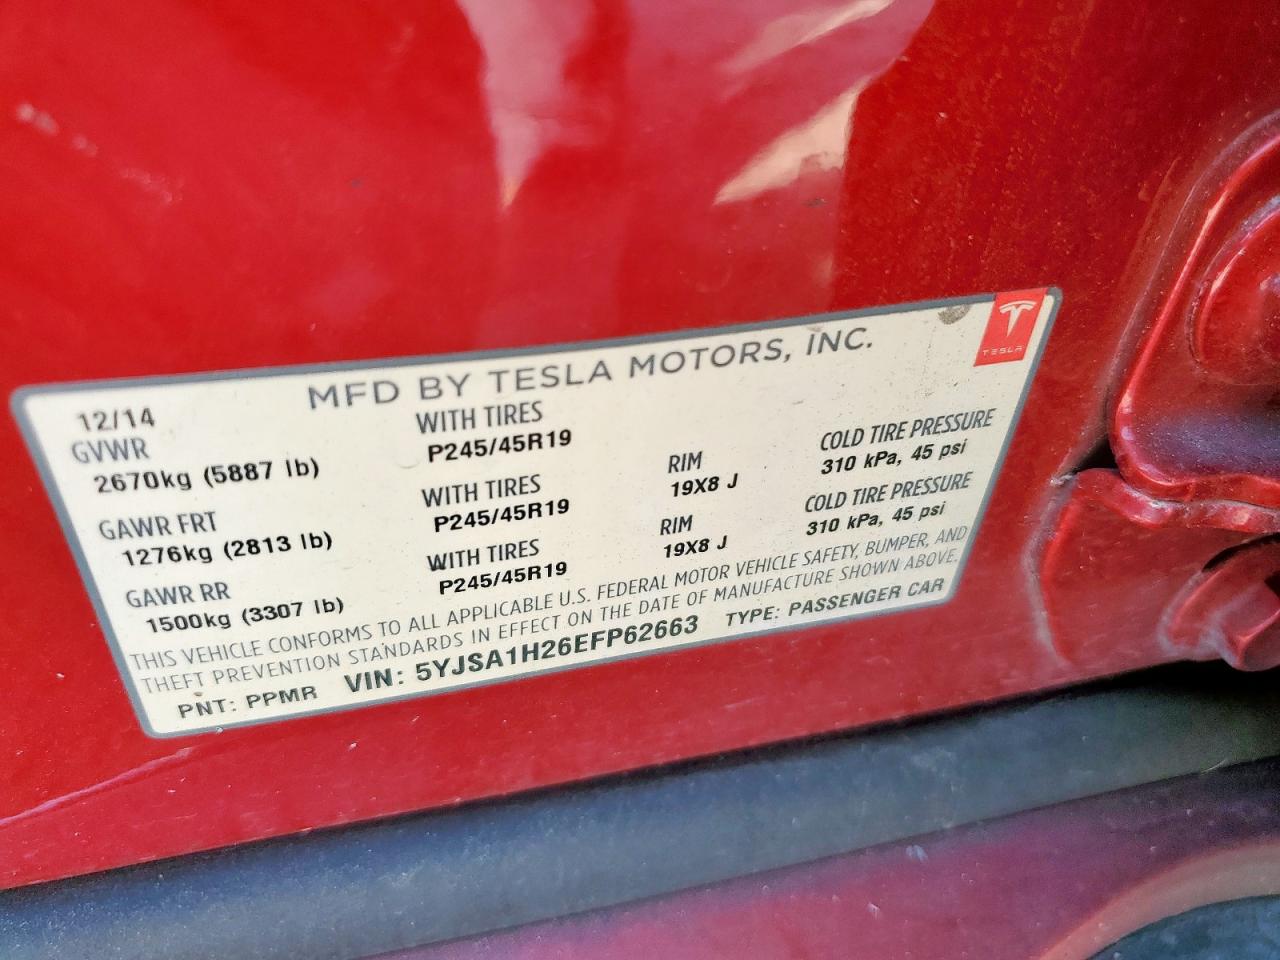 TESLA
MFD BY TESLA MOTORS, INC.
12/14
GVWR WITH TIRES
2670kg (5887 lb) P245/45R19
GAWR FRT WITH TIRES RIM COLD TIRE PRESSURE
1276kg (2813 lb) P245/45R19 19X8 J 310 kPa, 45 psi
GAWR RR WITH TIRES RIM COLD TIRE PRESSURE
1500kg (3307 lb) P245/45R19 19X8 J 310 kPa, 45 psi
THIS VEHICLE CONFORMS TO ALL APPLICABLE U.S. FEDERAL MOTOR VEHICLE SAFETY, BUMPER, AND
THEFT PREVENTION STANDARDS IN EFFECT ON THE DATE OF MANUFACTURE SHOWN ABOVE.
PNT: PPMR VIN: 5YJSA1H26EFP62663 TYPE: PASSENGER CAR